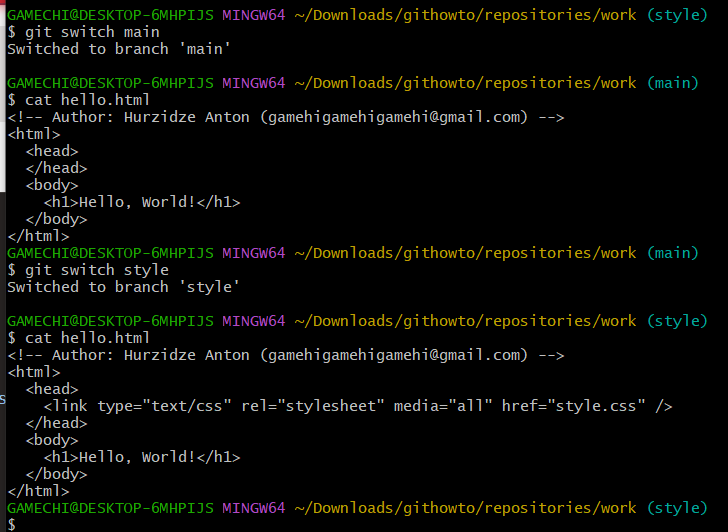 GAMECHI@DESKTOP-6MHPIJS MINGW64 ~/Downloads/githowto/repositories/work (style)
$ git switch main
Switched to branch 'main'
GAMECHI@DESKTOP-6MHPIJS MINGW64 ~/Downloads/githowto/repositories/work (main)
$ cat hello.html
<!-- Author: Hurzidze Anton (gamehigamehigamehi@gmail.com) -->
<html>
  <head>
  </head>
  <body>
    <h1>Hello, World!</h1>
  </body>
</html>
GAMECHI@DESKTOP-6MHPIJS MINGW64 ~/Downloads/githowto/repositories/work (main)
$ git switch style
Switched to branch 'style'
GAMECHI@DESKTOP-6MHPIJS MINGW64 ~/Downloads/githowto/repositories/work (style)
$ cat hello.html
<!-- Author: Hurzidze Anton (gamehigamehigamehi@gmail.com) -->
<html>
  <head>
    <link type="text/css" rel="stylesheet" media="all" href="style.css" />
  </head>
  <body>
    <h1>Hello, World!</h1>
  </body>
</html>
GAMECHI@DESKTOP-6MHPIJS MINGW64 ~/Downloads/githowto/repositories/work (style)
$